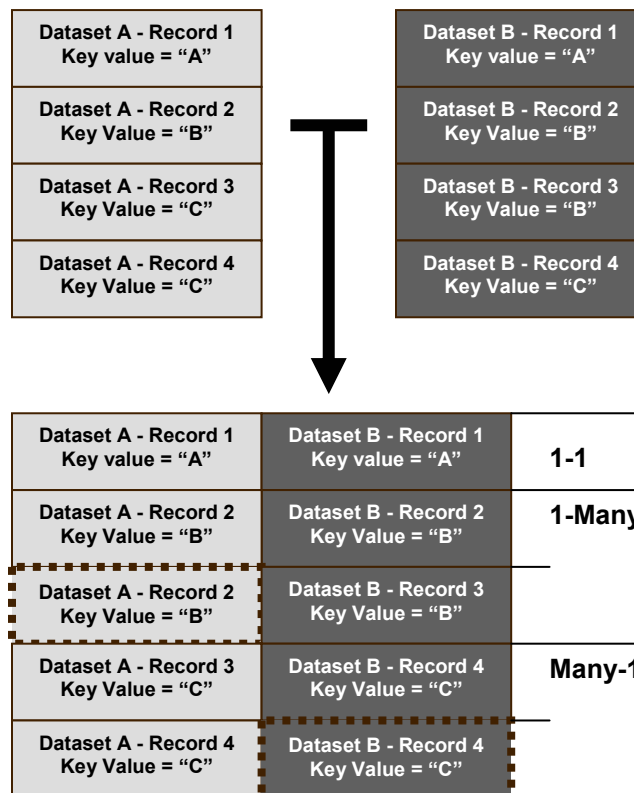 Dataset A - Record 1
Key value = “A”
Dataset A - Record 2
Key Value = “B”
Dataset A - Record 3
Key Value = “C”
Dataset A - Record 4
Key Value = “C”
Dataset B - Record 1
Key value = “A”
Dataset B - Record 2
Key Value = “B”
Dataset B - Record 3
Key Value = “B”
Dataset B - Record 4
Key Value = “C”
Dataset A - Record 1
Key value = “A”
Dataset B - Record 1
Key value = “A”
1-1
Dataset A - Record 2
Key Value = “B”
Dataset B - Record 2
Key Value = “B”
1-Many
Dataset A - Record 2
Key Value = “B”
Dataset B - Record 3
Key Value = “B”
Dataset A - Record 3
Key Value = “C”
Dataset B - Record 4
Key Value = “C”
Many-1
Dataset A - Record 4
Key Value = “C”
Dataset B - Record 4
Key Value = “C”